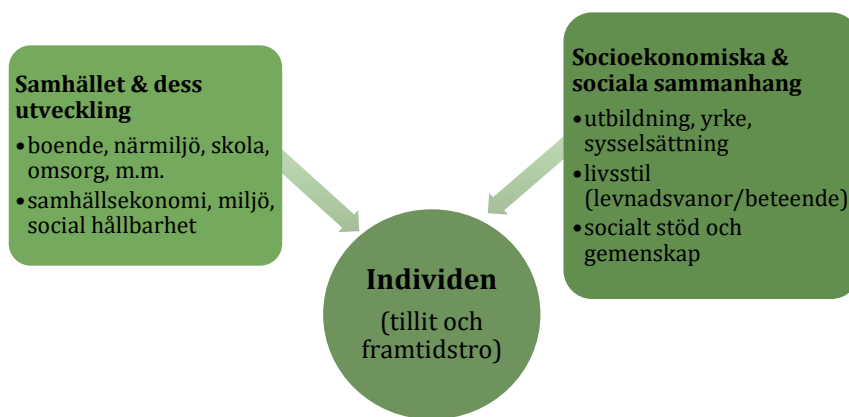 Samhället & dess
utveckling
•boende, närmiljö, skola,
omsorg, m.m.
•samhällsekonomi, miljö,
social hållbarhet
Socioekonomiska &
sociala sammanhang
•utbildning, yrke,
sysselsättning
•livsstil
(levnadsvanor/beteende)
•socialt stöd och
gemenskap
Individen
(tillit och
framtidstro)